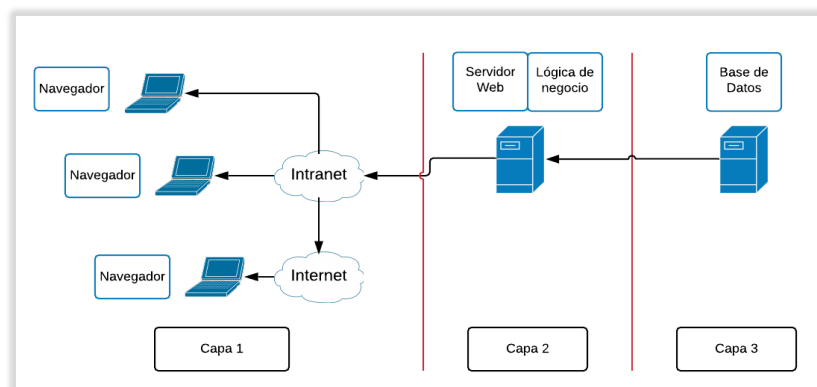 Navegador
Servidor
Web
Lógica de
negocio
Base de
Datos
Navegador
Intranet
Navegador
Internet
Capa 1
Capa 2
Capa 3